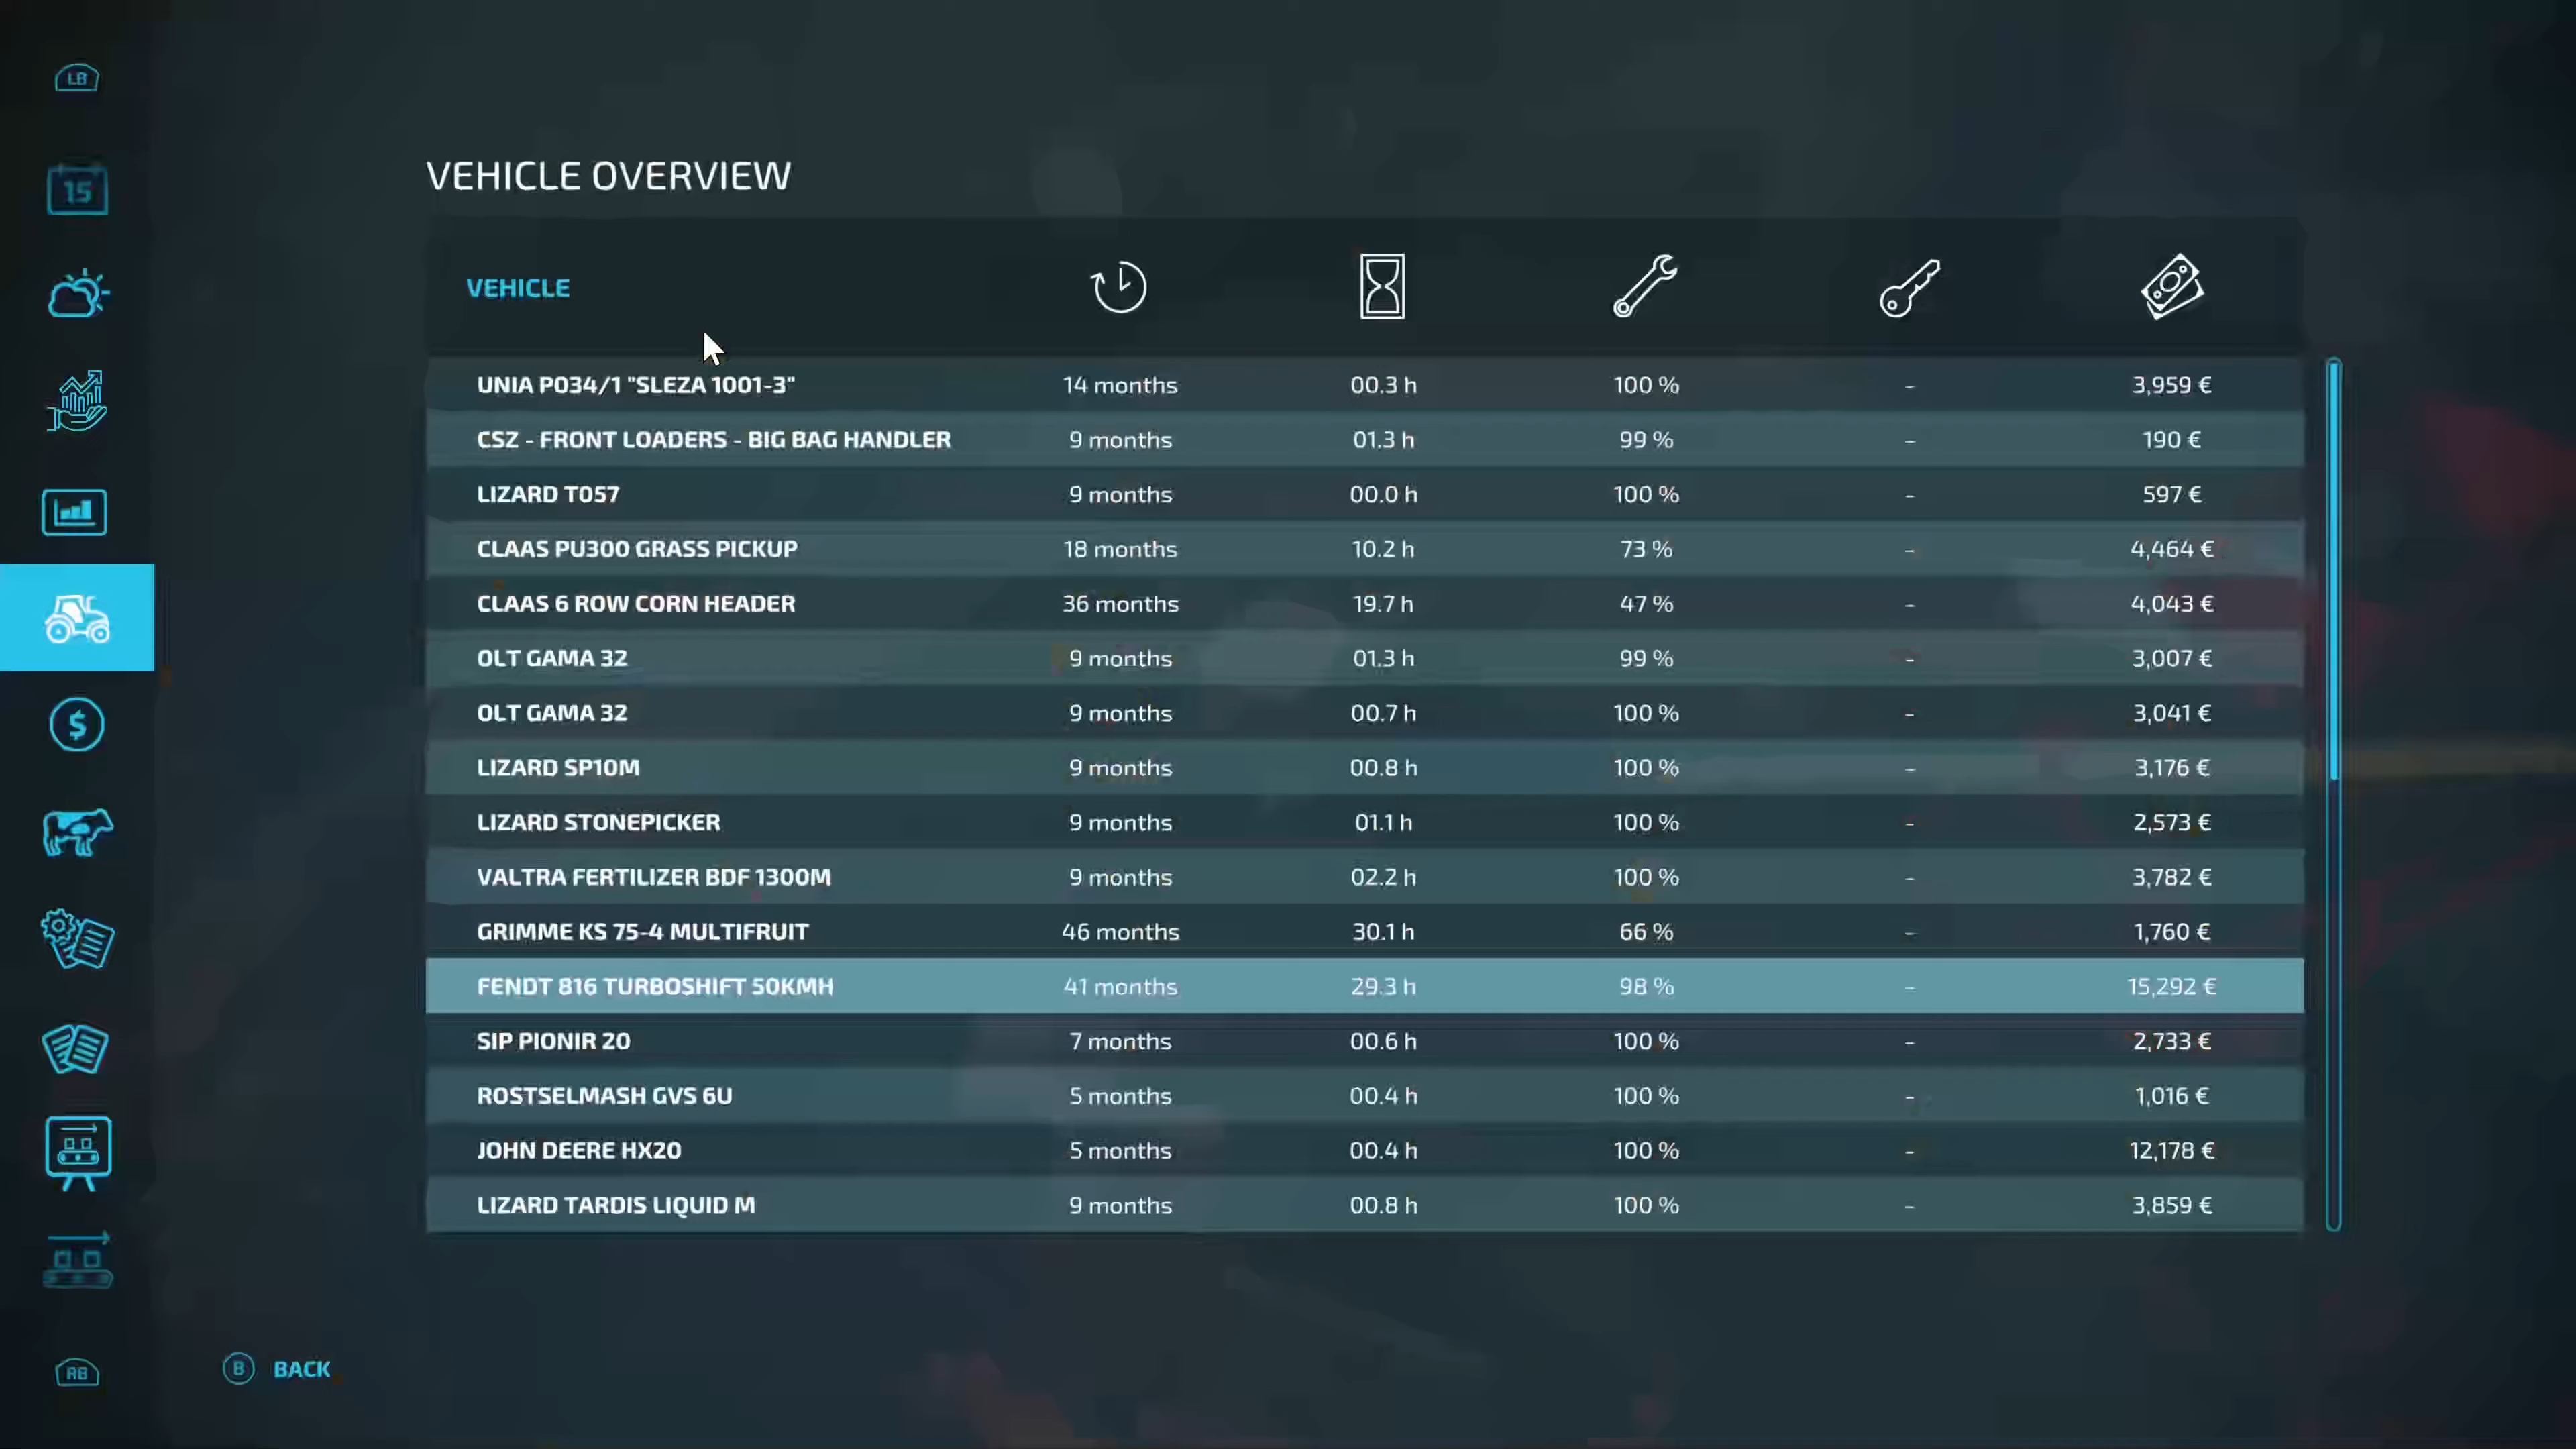 LB
15
VEHICLE OVERVIEW
VEHICLE
UNIA P034/1 "SLEZA 1001-3" 14 months 00.3 h 100 % - 3,959 €
CSZ - FRONT LOADERS - BIG BAG HANDLER 9 months 01.3 h 99 % - 190 €
LIZARD T057 9 months 00.0 h 100 % - 597 €
CLAAS PU300 GRASS PICKUP 18 months 10.2 h 73 % - 4,464 €
CLAAS 6 ROW CORN HEADER 36 months 19.7 h 47 % - 4,043 €
OLT GAMA 32 9 months 01.3 h 99 % - 3,007 €
OLT GAMA 32 9 months 00.7 h 100 % - 3,041 €
LIZARD SP10M 9 months 00.8 h 100 % - 3,176 €
LIZARD STONEPICKER 9 months 01.1 h 100 % - 2,573 €
VALTRA FERTILIZER BDF 1300M 9 months 02.2 h 100 % - 3,782 €
GRIMME KS 75-4 MULTIFRUIT 46 months 30.1 h 66 % - 1,760 €
FENDT 816 TURBOSHIFT 50KMH 41 months 29.3 h 98 % - 15,292 €
SIP PIONIR 20 7 months 00.6 h 100 % - 2,733 €
ROSTSELMASH GVS 6U 5 months 00.4 h 100 % - 1,016 €
JOHN DEERE HX20 5 months 00.4 h 100 % - 12,178 €
LIZARD TARDIS LIQUID M 9 months 00.8 h 100 % - 3,859 €
RB
B BACK